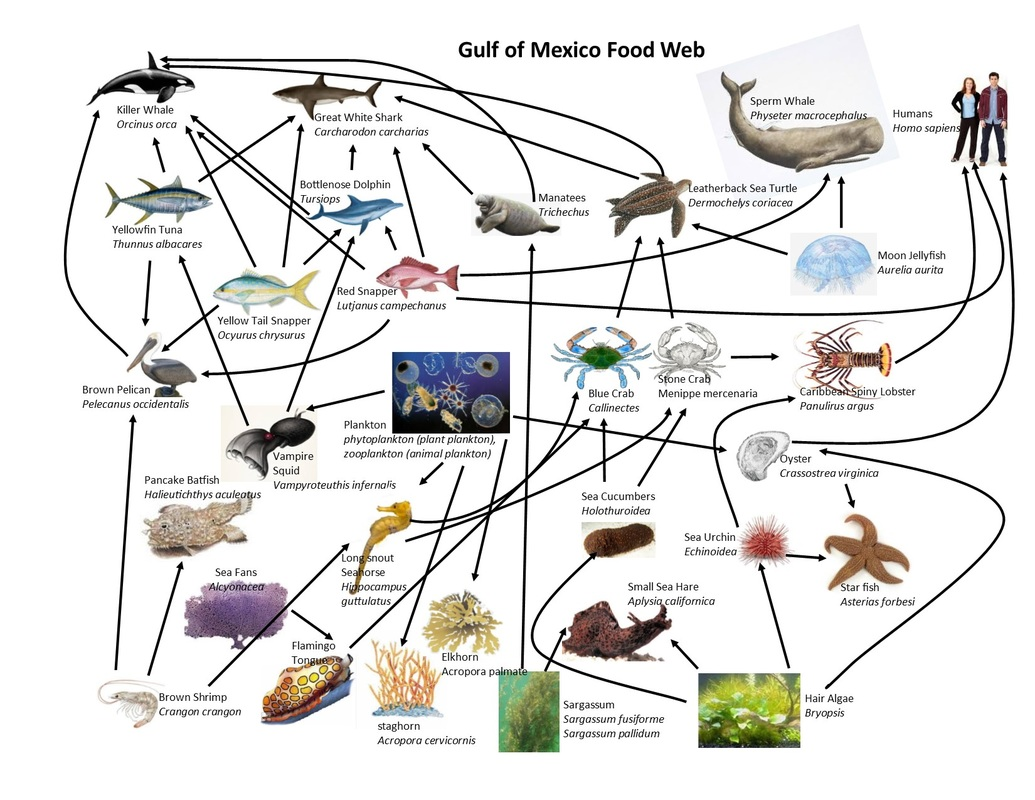 Gulf of Mexico Food Web
Killer Whale
Orcinus orca
Great White Shark
Carcharodon carcharias
Sperm Whale
Physeter macrocephalus
Humans
Homo sapiens
Bottlenose Dolphin
Tursiops
Manatees
Trichechus
Leatherback Sea Turtle
Dermochelys coriacea
Yellowfin Tuna
Thunnus albacares
Moon Jellyfish
Aurelia aurita
Red Snapper
Lutjanus campechanus
Yellow Tail Snapper
Ocyurus chrysurus
Brown Pelican
Pelecanus occidentalis
Blue Crab
Callinectes
Stone Crab
Menippe mercenaria
Caribbean Spiny Lobster
Panulirus argus
Plankton
phytoplankton (plant plankton),
zooplankton (animal plankton)
Vampire
Squid
Vampyroteuthis infernalis
Oyster
Crassostrea virginica
Pancake Batfish
Halieutichthys aculeatus
Sea Cucumbers
Holothuroidea
Sea Urchin
Echinoidea
Long snout
Seahorse
Hippocampus
guttulatus
Sea Fans
Alcyonacea
Small Sea Hare
Aplysia californica
Star fish
Asterias forbesi
Flamingo
Tongue
Elkhorn
Acropora palmate
Brown Shrimp
Crangon crangon
staghorn
Acropora cervicornis
Sargassum
Sargassum fusiforme
Sargassum pallidum
Hair Algae
Bryopsis